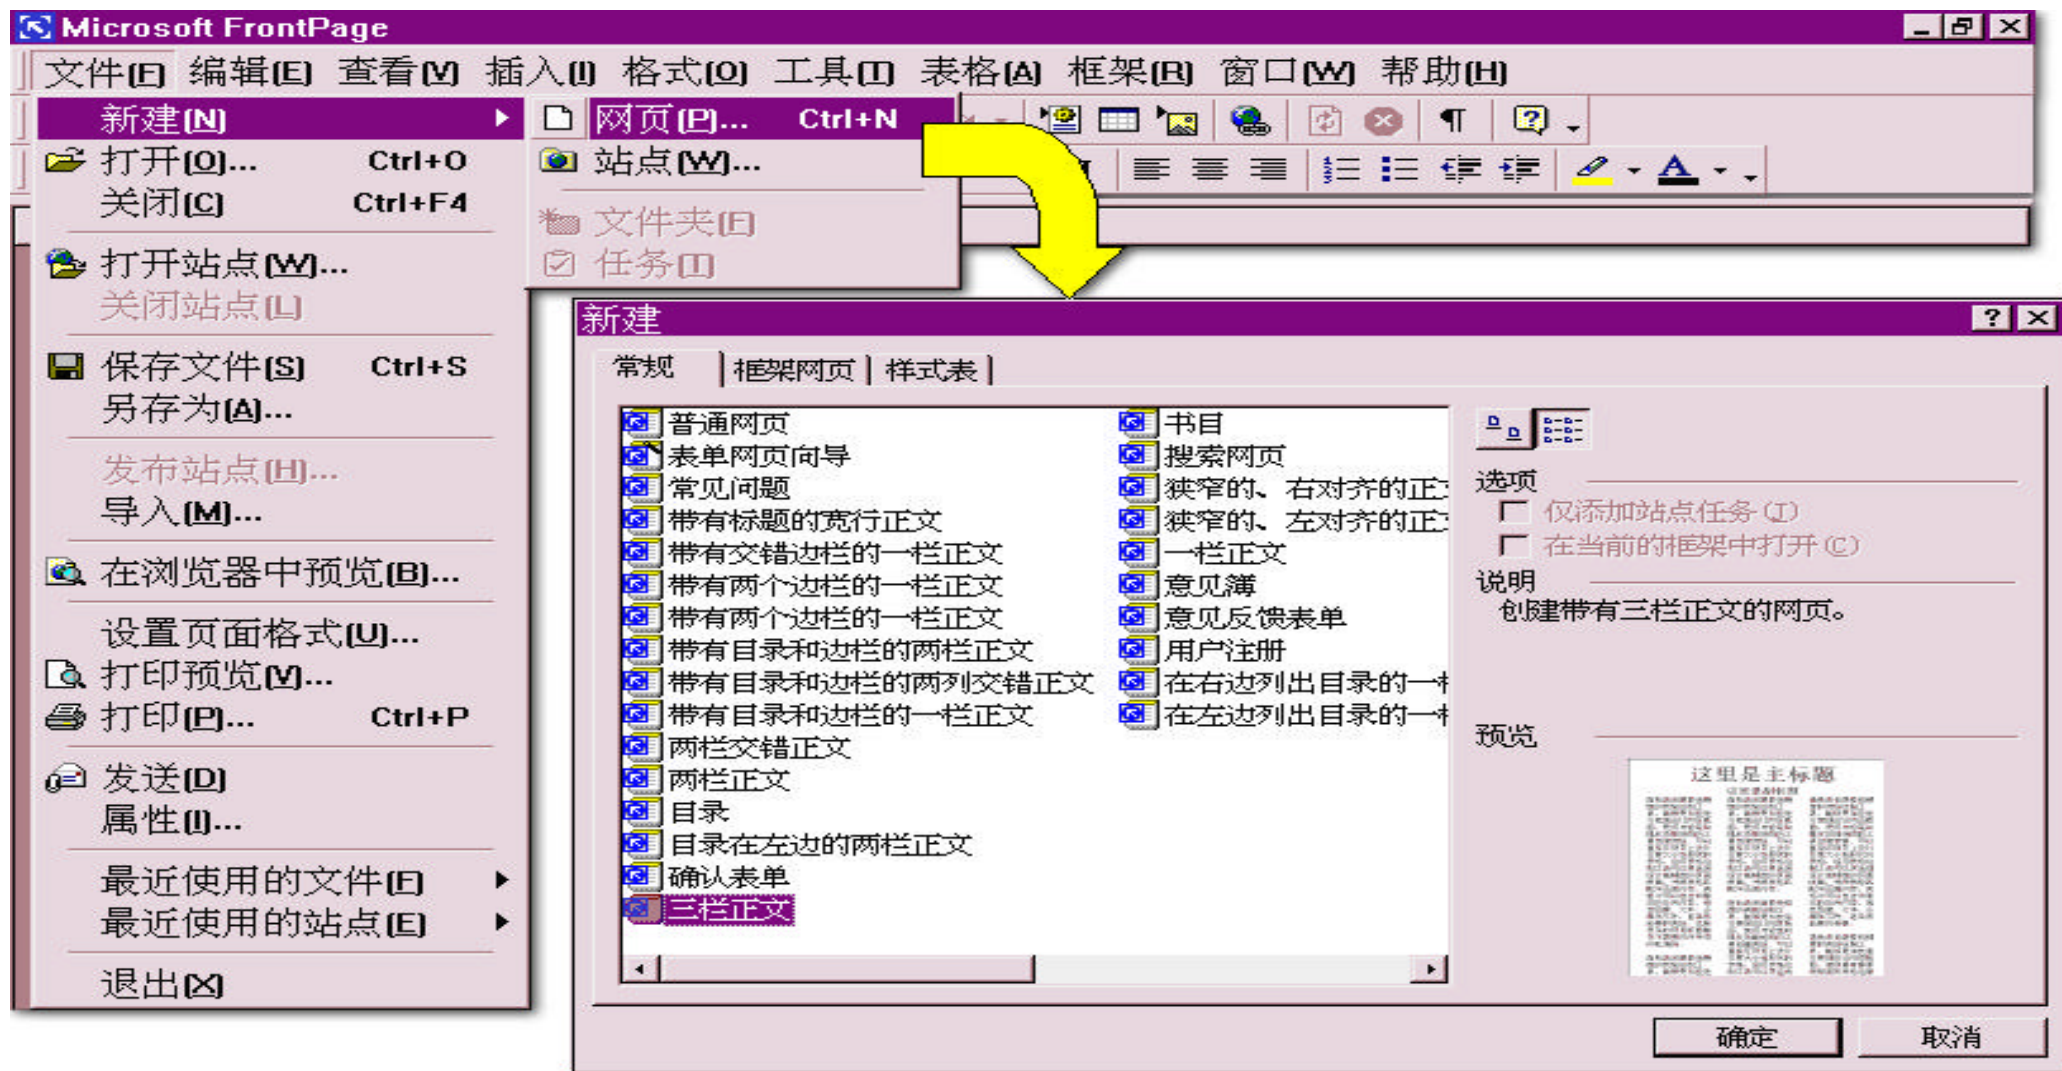 Microsoft FrontPage
文件(F) 编辑(E) 查看(V) 插入(I) 格式(O) 工具(T) 表格(A) 框架(R) 窗口(W) 帮助(H)
新建(N)
打开(O)... Ctrl+O
关闭(C) Ctrl+F4
打开站点(W)...
关闭站点(L)
保存文件(S) Ctrl+S
另存为(A)...
发布站点(H)...
导入(M)...
在浏览器中预览(B)...
设置页面格式(U)...
打印预览(V)...
打印(P)... Ctrl+P
发送(D)
属性(I)...
最近使用的文件(F)
最近使用的站点(E)
退出(X)
网页(P)... Ctrl+N
站点(W)...
文件夹(F)
任务(T)
新建
常规 框架网页 样式表
普通网页
表单网页向导
常见问题
带有标题的宽行正文
带有交错边栏的一栏正文
带有两个边栏的一栏正文
带有两个边栏的一栏正文
带有目录和边栏的两栏正文
带有目录和边栏的两列交错正文
带有目录和边栏的一栏正文
两栏交错正文
两栏正文
目录
目录在左边的两栏正文
确认表单
三栏正文
书目
搜索网页
狭窄的、右对齐的正
狭窄的、左对齐的正
一栏正文
意见簿
意见反馈表单
用户注册
在右边列出目录的一
在左边列出目录的一
选项
仅添加站点任务(J)
在当前的框架中打开(C)
说明
创建带有三栏正文的网页。
预览
这里是主标题
确定 取消